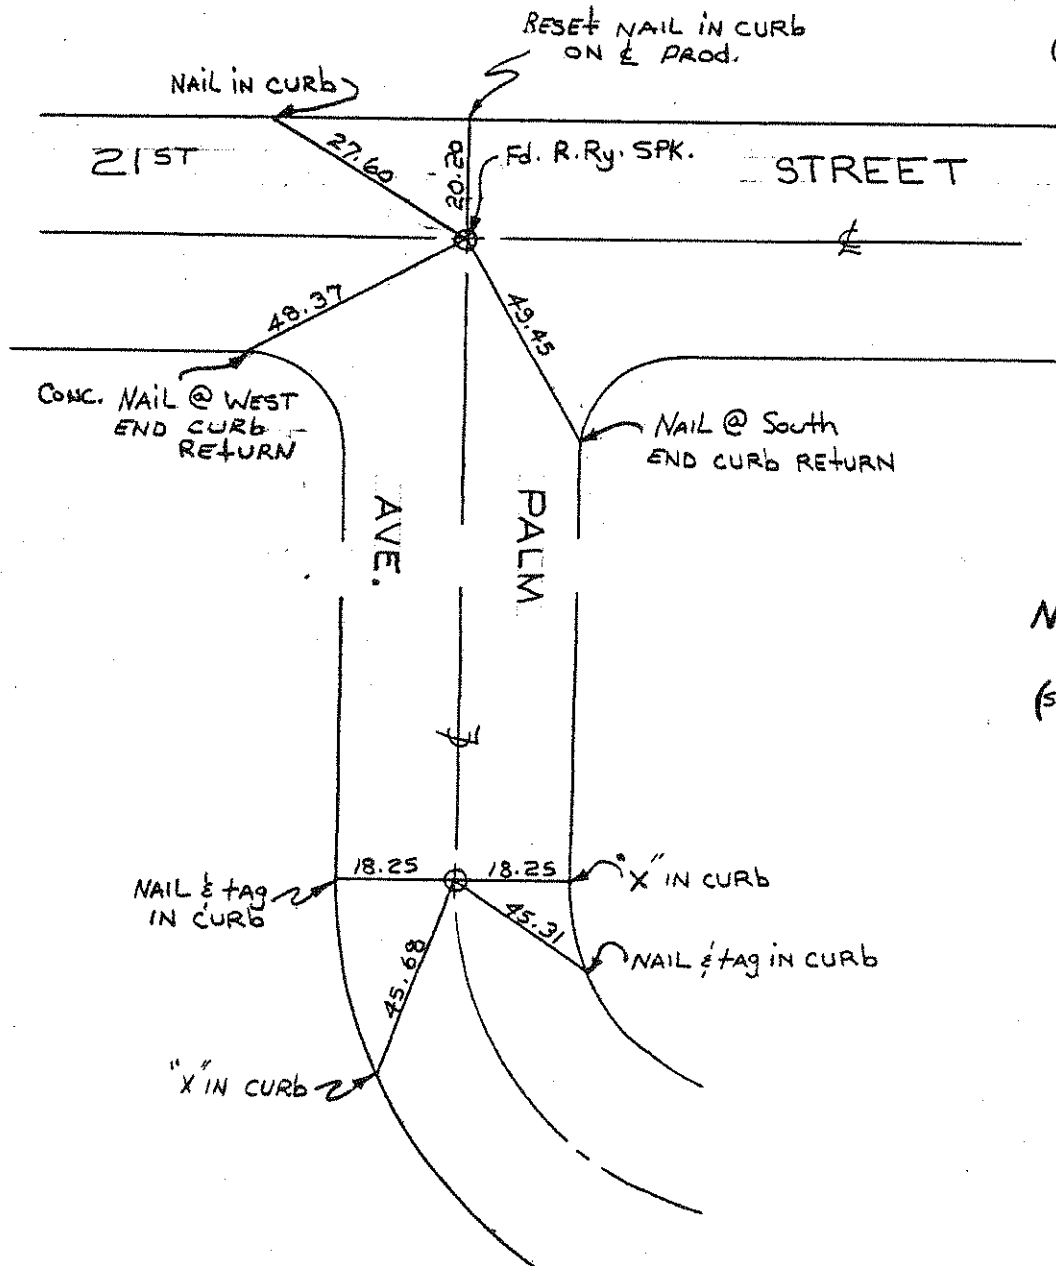 RESET NAIL IN CURB
ON ℄ PROD.
(
NAIL IN CURB
21ST
27.60
20.20
Fd. R.Ry. SPK.
STREET
℄
48.37
49.45
CONC. NAIL @ WEST
END CURB
RETURN
NAIL @ South
END CURB RETURN
AVE.
PALM
N
(S
℄
18.25
18.25
NAIL & tAg
IN CURB
"X" IN CURB
45.31
45.68
NAIL & tAg IN CURB
"X" IN CURB